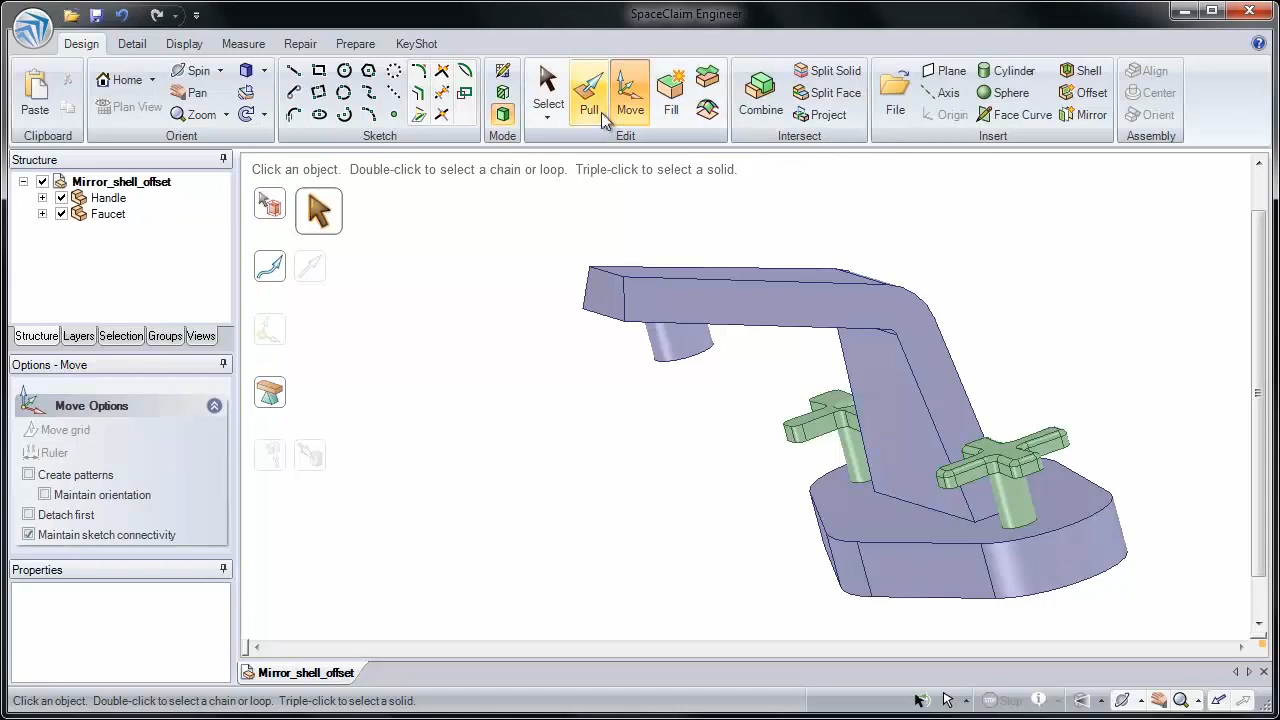 SpaceClaim Engineer
Design Detail Display Measure Repair Prepare KeyShot
Paste
Clipboard
Home Spin
Plan View Pan
Zoom
Orient
Sketch
Mode
Select Pull Move Fill
Edit
Combine
Split Solid
Split Face
Project
Intersect
File
Plane Cylinder Shell
Axis Sphere Offset
Origin Face Curve Mirror
Insert
Align
Center
Orient
Assembly
Structure
Mirror_shell_offset
Handle
Faucet
Structure Layers Selection Groups Views
Options - Move
Move Options
Move grid
Ruler
Create patterns
Maintain orientation
Detach first
Maintain sketch connectivity
Properties
Click an object. Double-click to select a chain or loop. Triple-click to select a solid.
Mirror_shell_offset
Click an object. Double-click to select a chain or loop. Triple-click to select a solid.
Stop